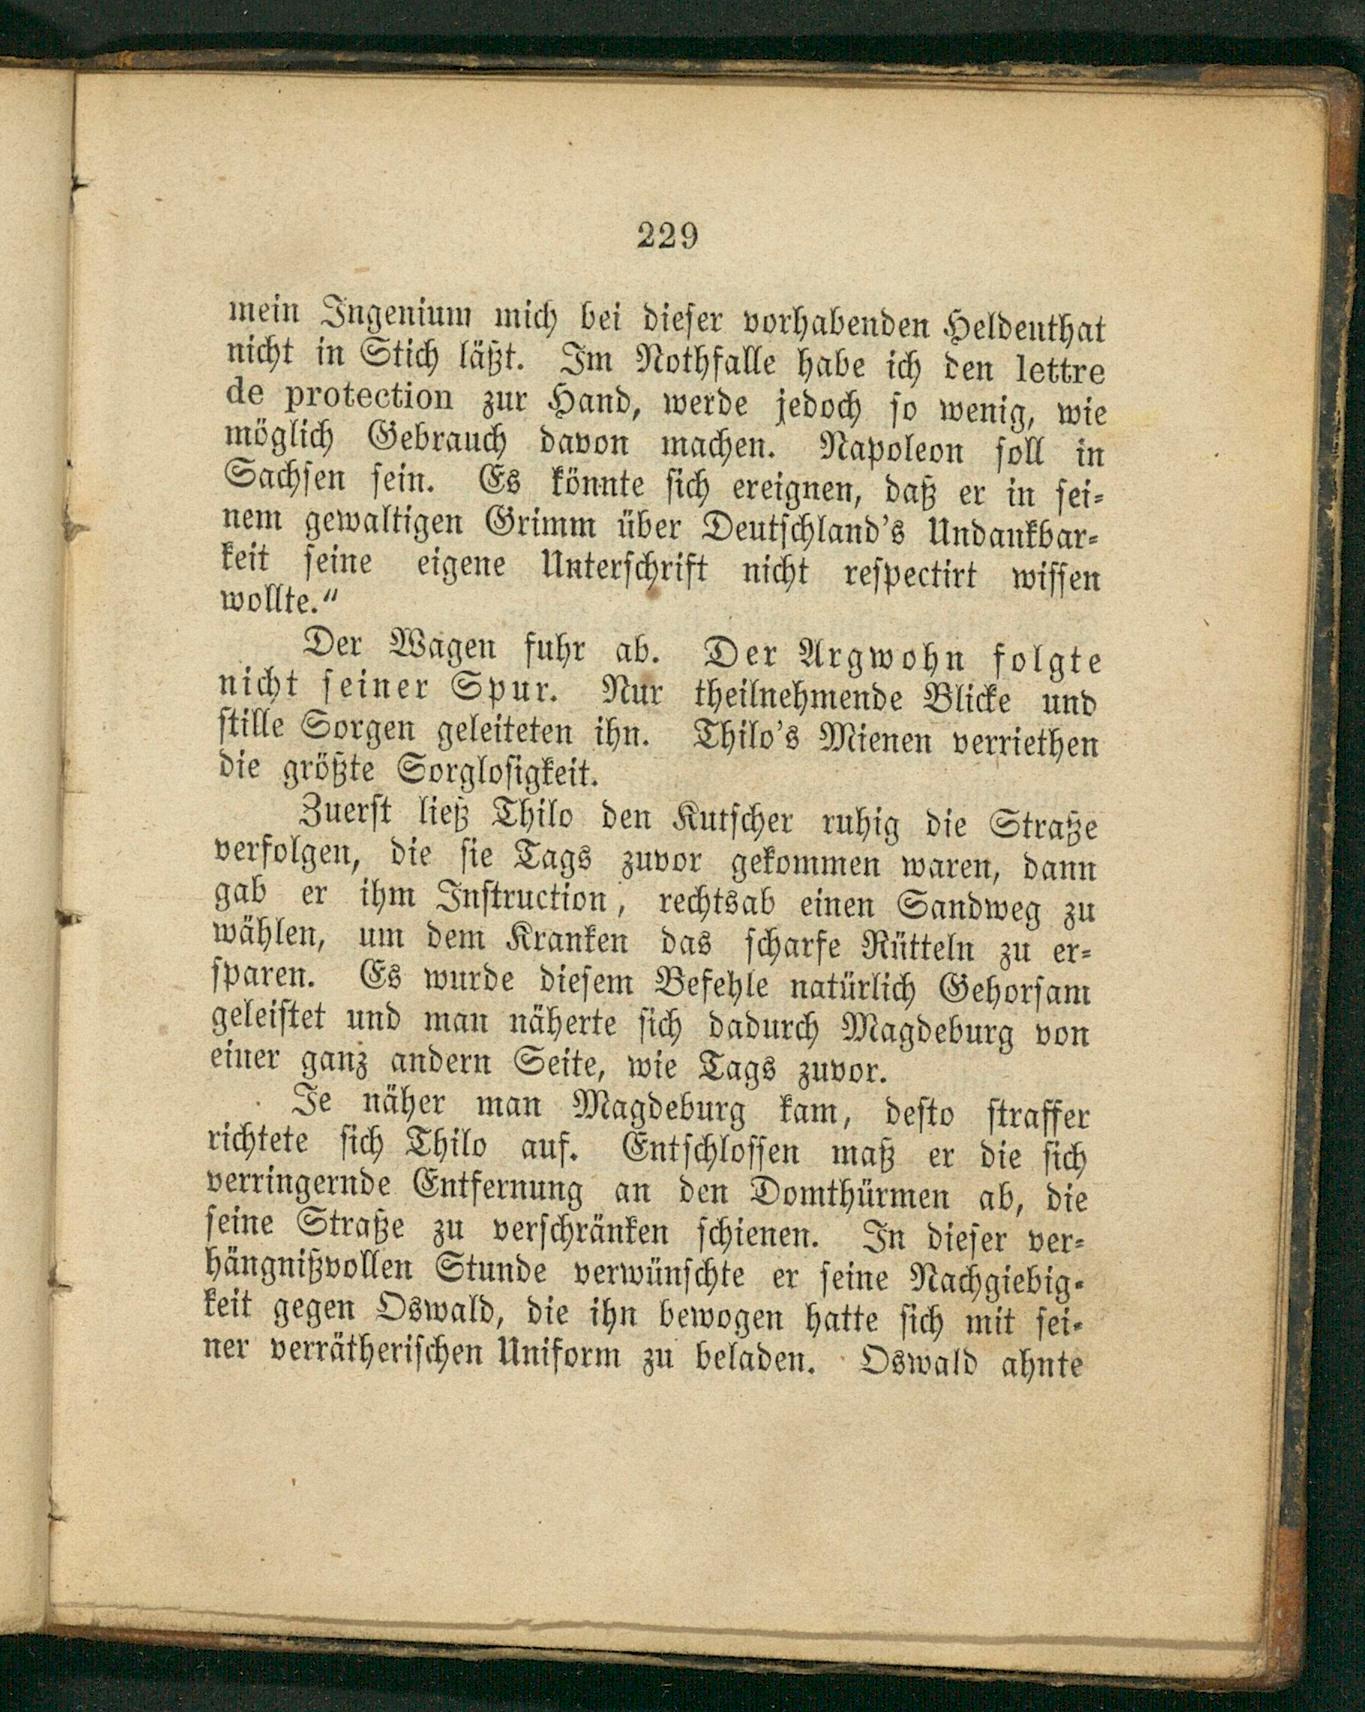 229
mein Ingenium mich bei dieser vorhabenden Heldenthat
nicht in Stich läßt. Im Nothfalle habe ich den lettre
de protection zur Hand, werde jedoch so wenig, wie
möglich Gebrauch davon machen. Napoleon soll in
Sachsen sein. Es könnte sich ereignen, daß er in sei-
nem gewaltigen Grimm über Deutschland's Undankbar-
keit seine eigene Unterschrift nicht respectirt wissen
wollte.“
Der Wagen fuhr ab. Der Argwohn folgte
nicht seiner Spur. Nur theilnehmende Blicke und
stille Sorgen geleiteten ihn. Thilo's Mienen verriethen
die größte Sorglosigkeit.
Zuerst ließ Thilo den Kutscher ruhig die Straße
verfolgen, die sie Tags zuvor gekommen waren, dann
gab er ihm Instruction, rechtsab einen Sandweg zu
wählen, um dem Kranken das scharfe Rütteln zu er-
sparen. Es wurde diesem Befehle natürlich Gehorsam
geleistet und man näherte sich dadurch Magdeburg von
einer ganz andern Seite, wie Tags zuvor.
Je näher man Magdeburg kam, desto straffer
richtete sich Thilo auf. Entschlossen maß er die sich
verringernde Entfernung an den Domthürmen ab, die
seine Straße zu verschränken schienen. In dieser ver-
hängnißvollen Stunde verwünschte er seine Nachgiebig-
keit gegen Oswald, die ihn bewogen hatte sich mit sei-
ner verrätherischen Uniform zu beladen. Oswald ahnte